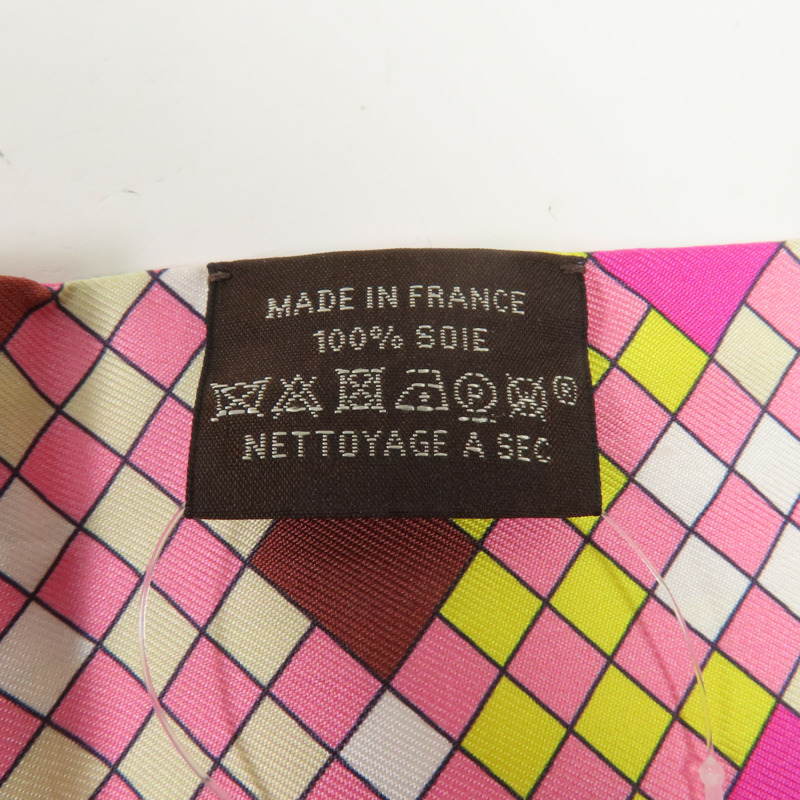 MADE IN FRANCE
100% SOIE
P ®
NETTOYAGE A SEC